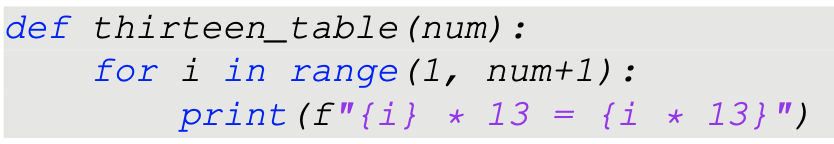 def thirteen_table(num):
    for i in range(1, num+1):
        print(f"{i} * 13 = {i * 13}")